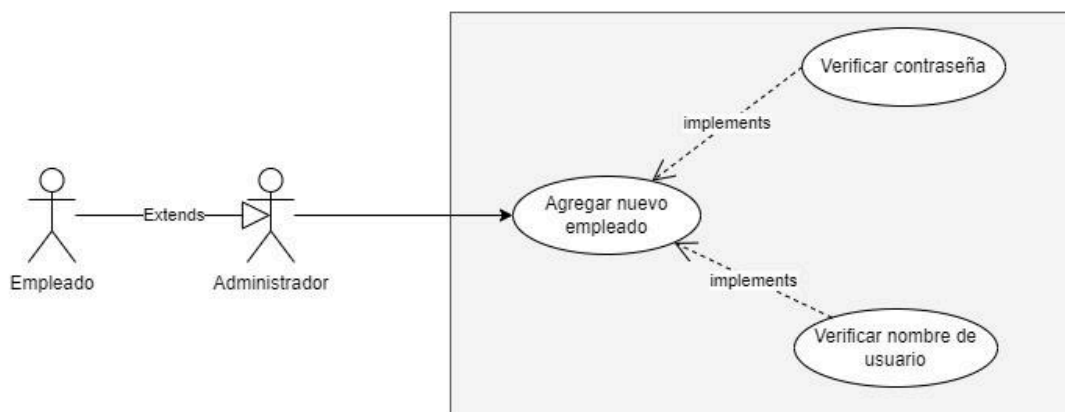 Verificar contraseña
implements
Agregar nuevo
empleado
Extends
Empleado
Administrador
implements
Verificar nombre de
usuario